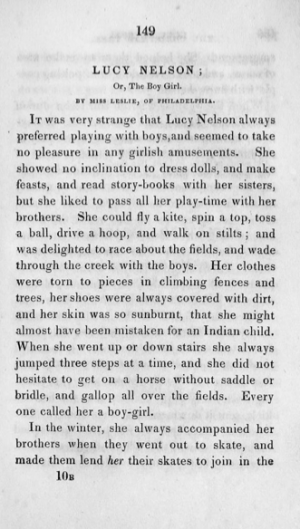 149
LUCY NELSON;
Or, The Boy Girl.
BY MISS LESLIE, OF PHILADELPHIA.
IT was very strange that Lucy Nelson always
preferred playing with boys,and seemed to take
no pleasure in any girlish amusements. She
showed no inclination to dress dolls, and make
feasts, and read story-books with her sisters,
but she liked to pass all her play-time with her
brothers. She could fly a kite, spin a top, toss
a ball, drive a hoop, and walk on stilts; and
was delighted to race about the fields, and wade
through the creek with the boys. Her clothes
were torn to pieces in climbing fences and
trees, her shoes were always covered with dirt,
and her skin was so sunburnt, that she might
almost have been mistaken for an Indian child.
When she went up or down stairs she always
jumped three steps at a time, and she did not
hesitate to get on a horse without saddle or
bridle, and gallop all over the fields. Every
one called her a boy-girl.
In the winter, she always accompanied her
brothers when they went out to skate, and
made them lend her their skates to join in the
10B